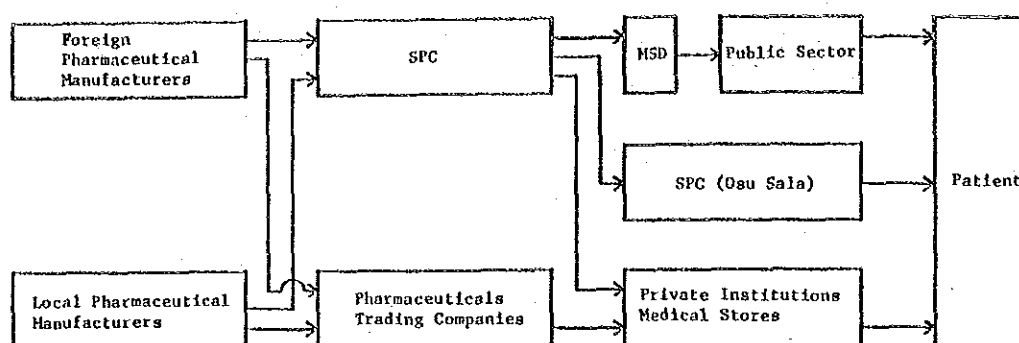 Foreign
Pharmaceutical
Manufacturers
SPC
MSD
Public Sector
SPC (Osu Sala)
Patient
Local Pharmaceutical
Manufacturers
Pharmaceuticals
Trading Companies
Private Institutions
Medical Stores